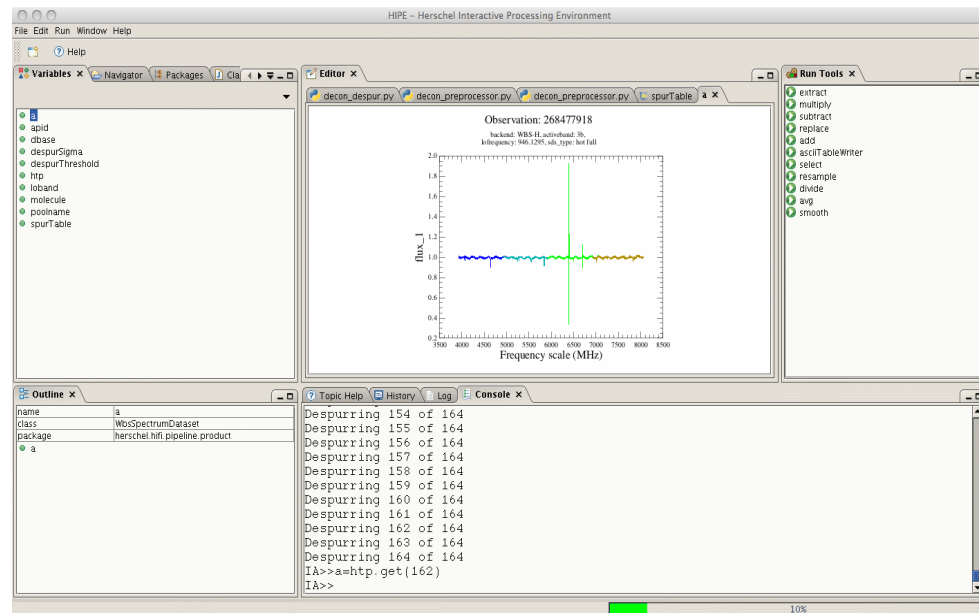 HIPE – Herschel Interactive Processing Environment
File Edit Run Window Help
Help
Variables × Navigator Packages Cla
a
apid
dbase
despurSigma
despurThreshold
htp
loband
molecule
poolname
spurTable
Editor ×
decon_despur.py decon_preprocessor.py decon_preprocessor.py spurTable a ×
Observation: 268477918
backend: WBS-H, activeband: 3b,
lofrequency: 946.1295, sds_type: hot full
2.0
1.8
1.6
1.4
1.2
1.0
0.8
0.6
0.4
0.2
flux_1
3500 4000 4500 5000 5500 6000 6500 7000 7500 8000 8500
Frequency scale (MHz)
Run Tools ×
extract
multiply
subtract
replace
add
asciiTableWriter
select
resample
divide
avg
smooth
Outline ×
name a
class WbsSpectrumDataset
package herschel.hifi.pipeline.product
a
Topic Help History Log Console ×
Despurring 154 of 164
Despurring 155 of 164
Despurring 156 of 164
Despurring 157 of 164
Despurring 158 of 164
Despurring 159 of 164
Despurring 160 of 164
Despurring 161 of 164
Despurring 162 of 164
Despurring 163 of 164
Despurring 164 of 164
IA>>a=htp.get(162)
IA>>
10%